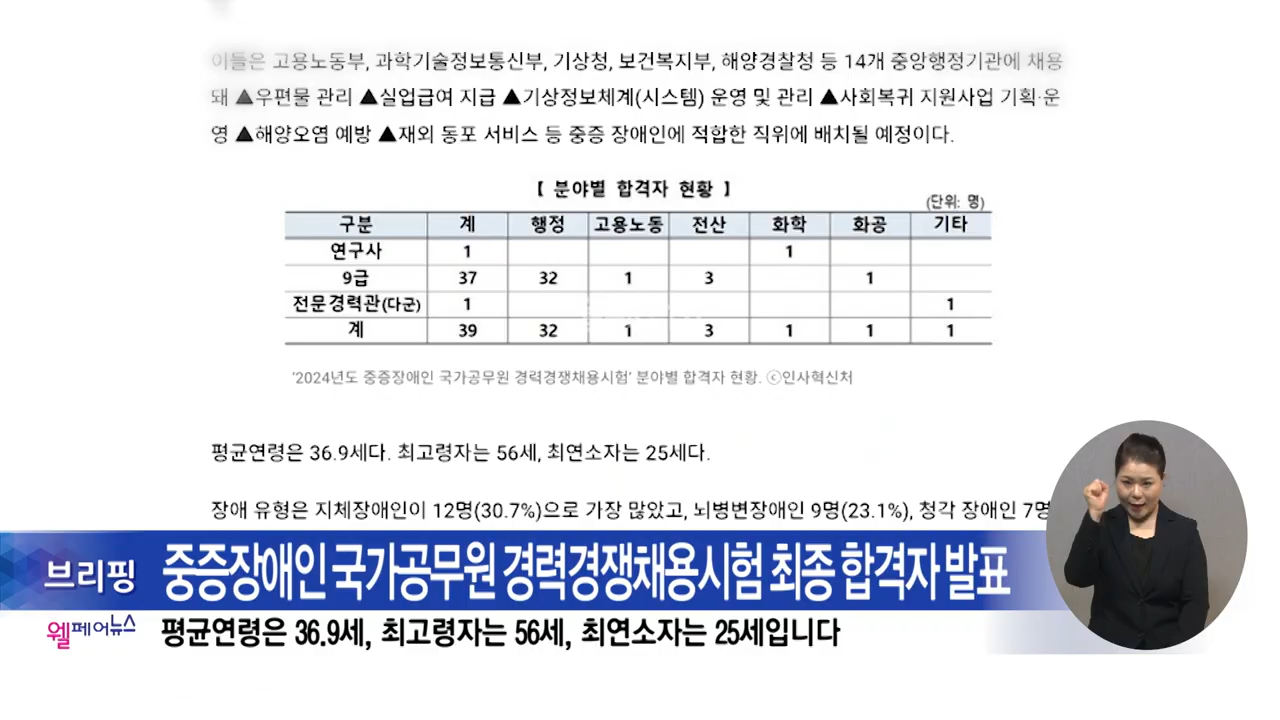 이들은 고용노동부, 과학기술정보통신부, 기상청, 보건복지부, 해양경찰청 등 14개 중앙행정기관에 채용
돼 ▲우편물 관리 ▲실업급여 지급 ▲기상정보체계(시스템) 운영 및 관리 ▲사회복귀 지원사업 기획·운
영 ▲해양오염 예방 ▲재외 동포 서비스 등 중증 장애인에 적합한 직위에 배치될 예정이다.
【 분야별 합격자 현황 】
(단위: 명)
구분 계 행정 고용노동 전산 화학 화공 기타
연구사 1 1
9급 37 32 1 3 1
전문경력관(다군) 1 1
계 39 32 1 3 1 1 1
'2024년도 중증장애인 국가공무원 경력경쟁채용시험' 분야별 합격자 현황. ⓒ인사혁신처
평균연령은 36.9세다. 최고령자는 56세, 최연소자는 25세다.
장애 유형은 지체장애인이 12명(30.7%)으로 가장 많았고, 뇌병변장애인 9명(23.1%), 청각 장애인 7명
브리핑 중증장애인 국가공무원 경력경쟁채용시험 최종 합격자 발표
웰페어뉴스 평균연령은 36.9세, 최고령자는 56세, 최연소자는 25세입니다